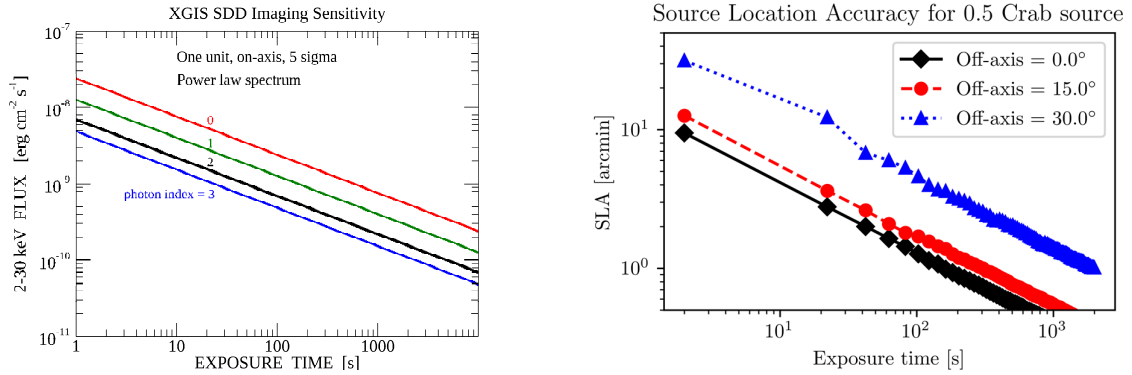 XGIS SDD Imaging Sensitivity
One unit, on-axis, 5 sigma
Power law spectrum
0
1
2
photon index = 3
2-30 keV FLUX [erg cm⁻² s⁻¹]
10⁻⁷
10⁻⁸
10⁻⁹
10⁻¹⁰
10⁻¹¹
1
10
100
1000
EXPOSURE TIME [s]
Source Location Accuracy for 0.5 Crab source
Off-axis = 0.0°
Off-axis = 15.0°
Off-axis = 30.0°
SLA [arcmin]
10¹
10⁰
10¹
10²
10³
Exposure time [s]